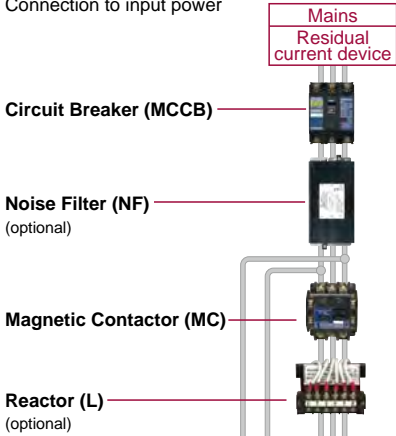 Connection to input power
Mains
Residual
current device
Circuit Breaker (MCCB)
Noise Filter (NF)
(optional)
Magnetic Contactor (MC)
Reactor (L)
(optional)